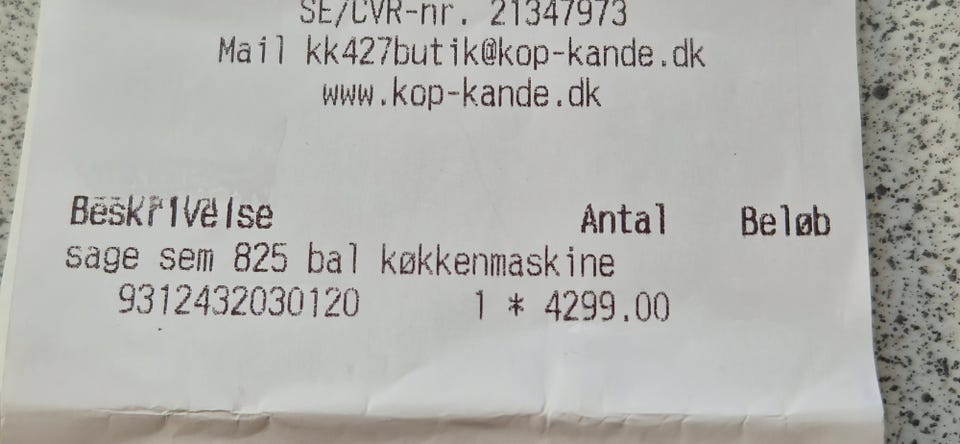 SE/CVR-nr. 21347973
Mail kk427butik@kop-kande.dk
www.kop-kande.dk
Beskrivelse Antal Beløb
sage sem 825 bal køkkenmaskine
9312432030120 1 * 4299.00